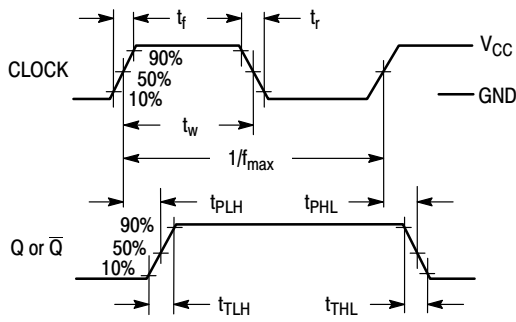 t_f t_r
90% V_CC
CLOCK 50%
10% GND
t_w
1/f_max
t_PLH t_PHL
90%
Q or Q̅ 50%
10%
t_TLH t_THL